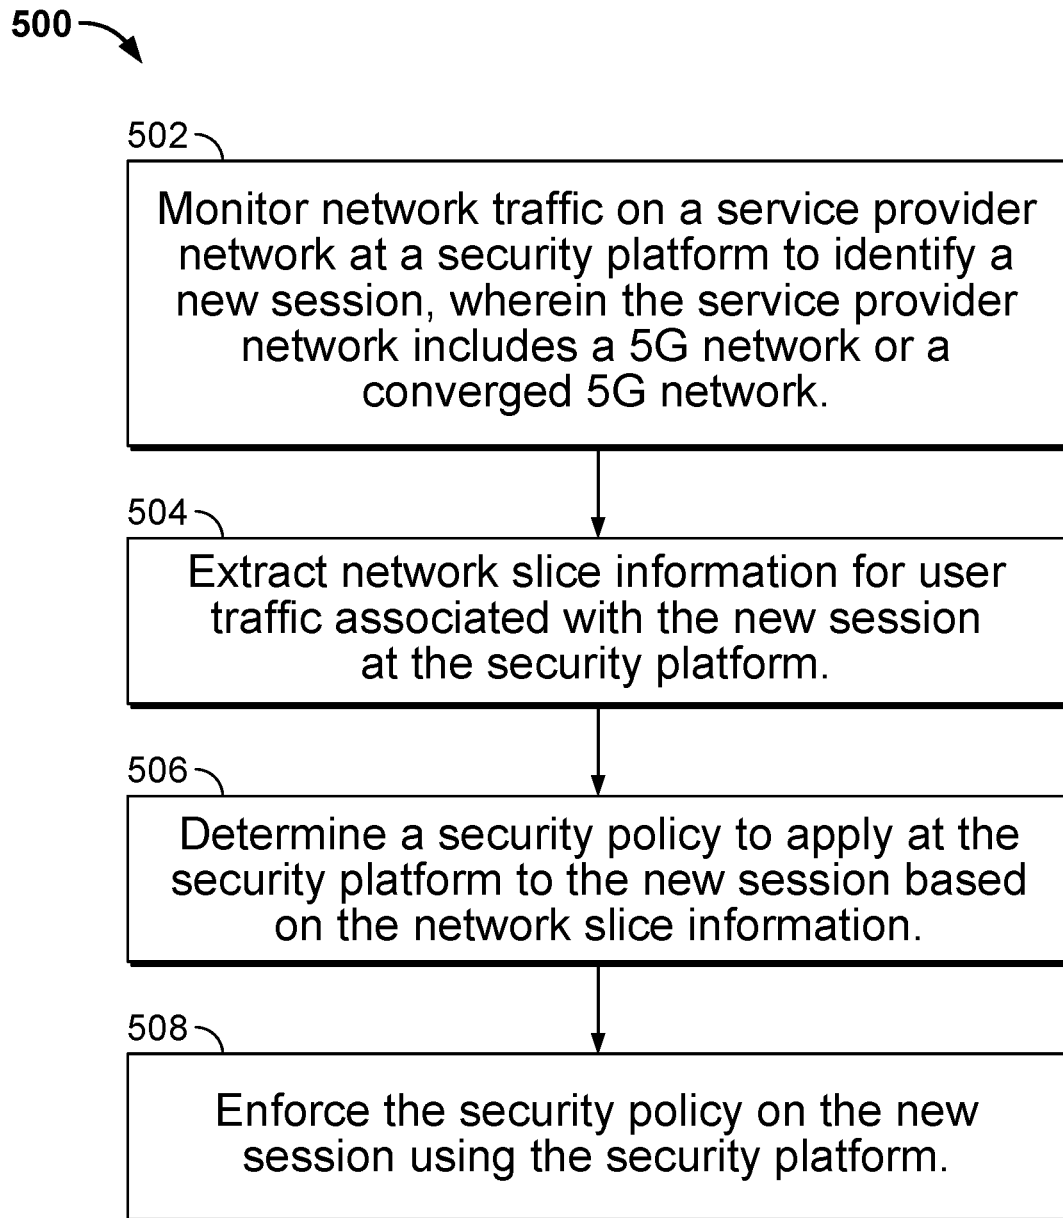 500
502
Monitor network traffic on a service provider
network at a security platform to identify a
new session, wherein the service provider
network includes a 5G network or a
converged 5G network.
504
Extract network slice information for user
traffic associated with the new session
at the security platform.
506
Determine a security policy to apply at the
security platform to the new session based
on the network slice information.
508
Enforce the security policy on the new
session using the security platform.